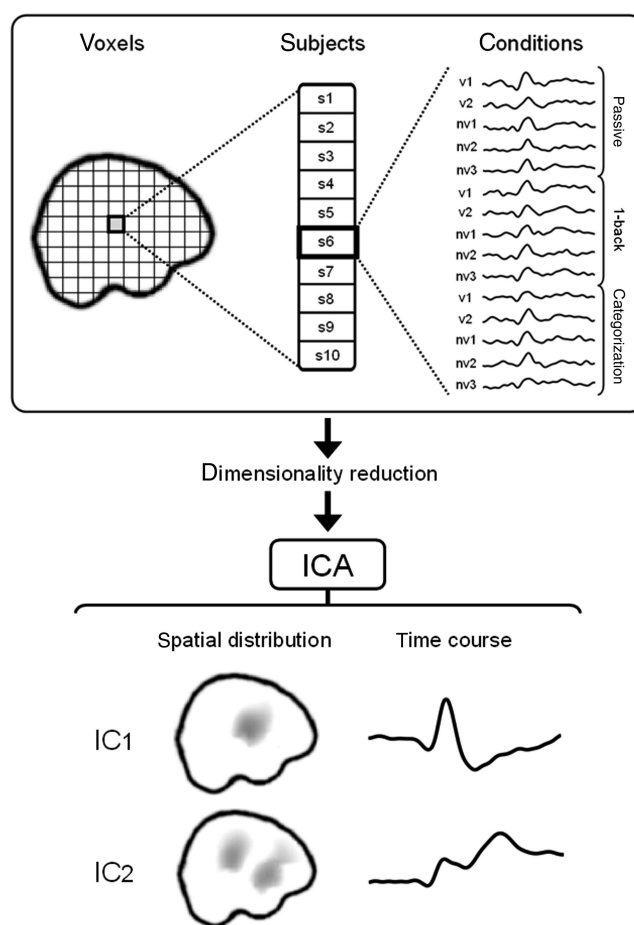 Voxels Subjects Conditions
s1
s2
s3
s4
s5
s6
s7
s8
s9
s10
v1
v2
nv1
nv2
nv3
Passive
v1
v2
nv1
nv2
nv3
1-back
v1
v2
nv1
nv2
nv3
Categorization
Dimensionality reduction
ICA
Spatial distribution Time course
IC1
IC2